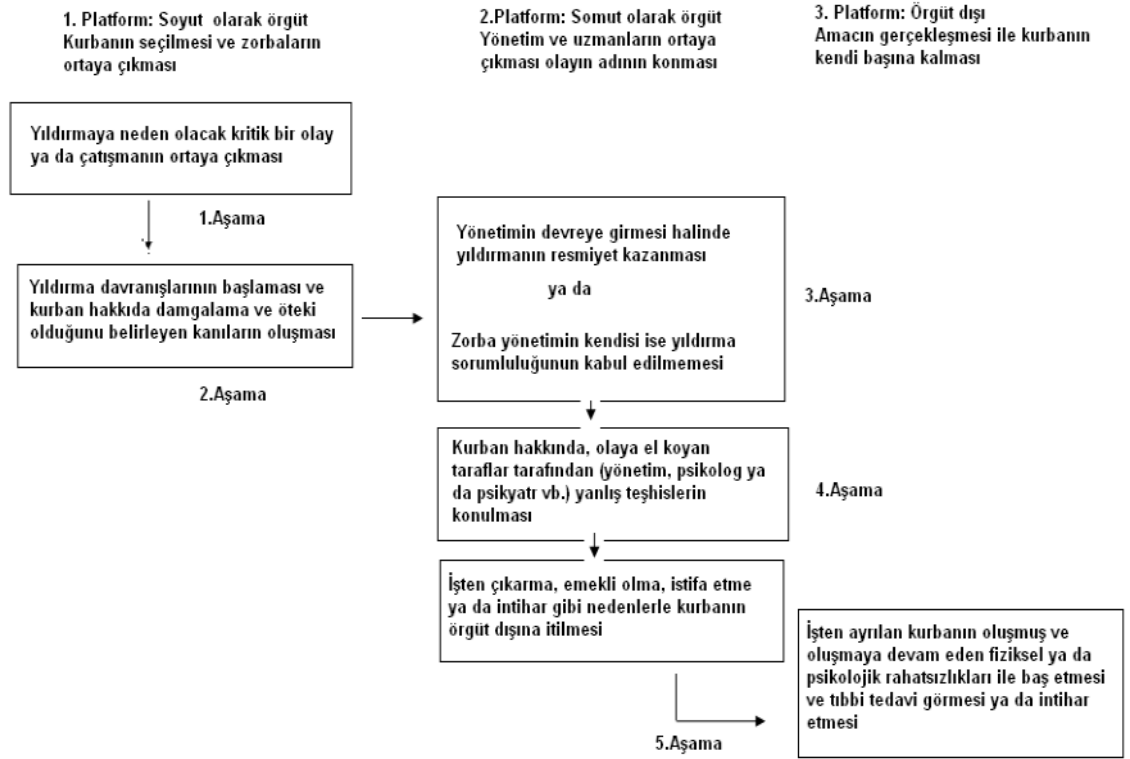 1. Platform: Soyut olarak örgüt
Kurbanın seçilmesi ve zorbaların
ortaya çıkması
2.Platform: Somut olarak örgüt
Yönetim ve uzmanların ortaya
çıkması olayın adının konması
3. Platform: Örgüt dışı
Amacın gerçekleşmesi ile kurbanın
kendi başına kalması
Yıldırmaya neden olacak kritik bir olay
ya da çatışmanın ortaya çıkması
1.Aşama
Yıldırma davranışlarının başlaması ve
kurban hakkıda damgalama ve öteki
olduğunu belirleyen kanıların oluşması
2.Aşama
Yönetimin devreye girmesi halinde
yıldırmanın resmiyet kazanması
ya da
Zorba yönetimin kendisi ise yıldırma
sorumluluğunun kabul edilmemesi
3.Aşama
Kurban hakkında, olaya el koyan
taraflar tarafından (yönetim, psikolog ya
da psikyatr vb.) yanlış teşhislerin
konulması
4.Aşama
İşten çıkarma, emekli olma, istifa etme
ya da intihar gibi nedenlerle kurbanın
örgüt dışına itilmesi
5.Aşama
İşten ayrılan kurbanın oluşmuş ve
oluşmaya devam eden fiziksel ya da
psikolojik rahatsızlıkları ile baş etmesi
ve tıbbi tedavi görmesi ya da intihar
etmesi